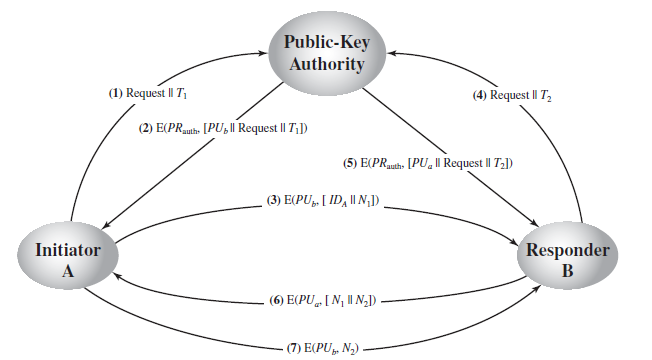 Public-Key
Authority
(1) Request || T₁
(4) Request || T₂
(2) E(PRauth, [PUb || Request || T₁])
(5) E(PRauth, [PUa || Request || T₂])
(3) E(PUb, [ IDA || N₁])
Initiator
A
Responder
B
(6) E(PUa, [ N₁ || N₂])
(7) E(PUb, N₂)